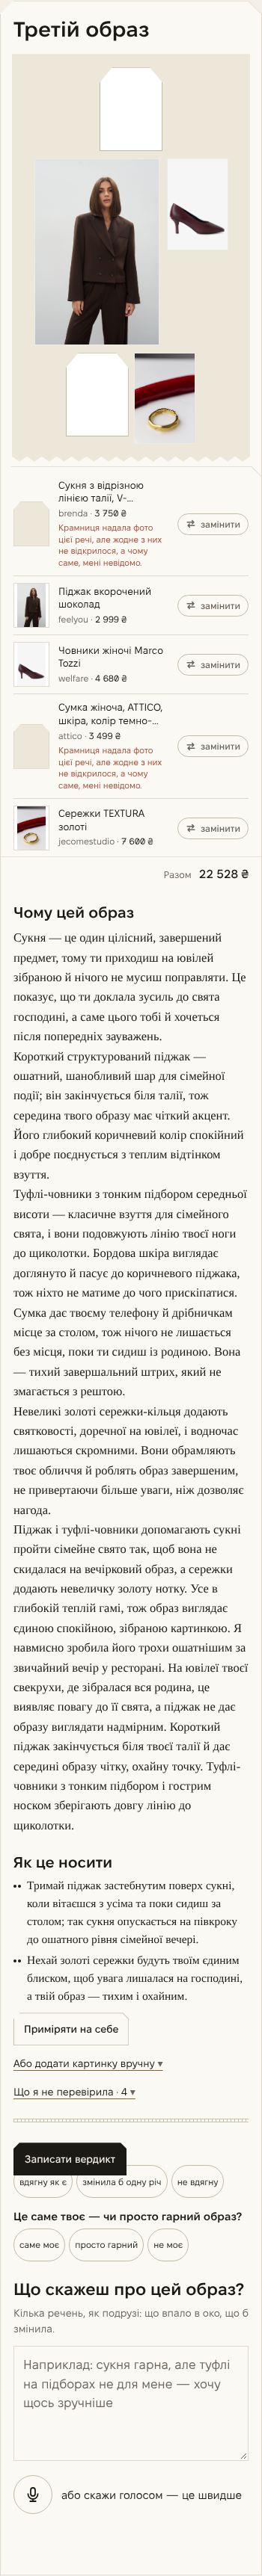 Третій образ
Сукня з відрізною
лінією талії, V-...
brenda · 3 750 ₴
Крамниця надала фото
цієї речі, але жодне з них
не відкрилося, а чому
саме, мені невідомо.
замінити
Піджак вкорочений
шоколад
feelyou · 2 999 ₴
замінити
Човники жіночі Marco
Tozzi
welfare · 4 680 ₴
замінити
Сумка жіноча, ATTICO,
шкіра, колір темно-...
attico · 3 499 ₴
Крамниця надала фото
цієї речі, але жодне з них
не відкрилося, а чому
саме, мені невідомо.
замінити
Сережки TEXTURA
золоті
jecomestudio · 7 600 ₴
замінити
Разом 22 528 ₴
Чому цей образ
Сукня — це один цілісний, завершений
предмет, тому ти приходиш на ювілей
зібраною й нічого не мусиш поправляти. Це
показує, що ти доклала зусиль до свята
господині, а саме цього тобі й хочеться
після попередніх зауважень.
Короткий структурований піджак —
ошатний, шанобливий шар для сімейної
події; він закінчується біля талії, тож
середина твого образу має чіткий акцент.
Його глибокий коричневий колір спокійний
і добре поєднується з теплим відтінком
взуття.
Туфлі-човники з тонким підбором середньої
висоти — класичне взуття для сімейного
свята, і вони подовжують лінію твоєї ноги
до щиколотки. Бордова шкіра виглядає
доглянуто й пасує до коричневого піджака,
тож ніхто не матиме до чого прискіпатися.
Сумка дає твоєму телефону й дрібничкам
місце за столом, тож нічого не лишається
без місця, поки ти сидиш із родиною. Вона
— тихий завершальний штрих, який не
змагається з рештою.
Невеликі золоті сережки-кільця додають
святковості, доречної на ювілеї, і водночас
лишаються скромними. Вони обрамляють
твоє обличчя й роблять образ завершеним,
не привертаючи більше уваги, ніж дозволяє
нагода.
Піджак і туфлі-човники допомагають сукні
пройти сімейне свято так, щоб вона не
скидалася на вечірковий образ, а сережки
додають невеличку золоту нотку. Усе в
глибокій теплій гамі, тож образ виглядає
єдиною спокійною, зібраною картинкою. Я
навмисно зробила його трохи ошатнішим за
звичайний вечір у ресторані. На ювілеї твоєї
свекрухи, де зібралася вся родина, це
виявляє повагу до її свята, а піджак не дає
образу виглядати надмірним. Короткий
піджак закінчується біля твоєї талії й дає
середині образу чітку, охайну точку. Туфлі-
човники з тонким підбором і гострим
носком зберігають довгу лінію до
щиколотки.
Як це носити
Тримай піджак застебнутим поверх сукні,
коли вітаєшся з усіма та поки сидиш за
столом; так сукня опускається на півкроку
до ошатного рівня сімейної вечері.
Нехай золоті сережки будуть твоїм єдиним
блиском, щоб увага лишалася на господині,
а твій образ — тихим і охайним.
Приміряти на себе
Або додати картинку вручну ▾
Що я не перевірила · 4 ▾
Записати вердикт
вдягну як є
змінила б одну річ
не вдягну
Це саме твоє — чи просто гарний образ?
саме моє
просто гарний
не моє
Що скажеш про цей образ?
Кілька речень, як подрузі: що впало в око, що б
змінила.
Наприклад: сукня гарна, але туфлі
на підборах не для мене — хочу
щось зручніше
або скажи голосом — це швидше